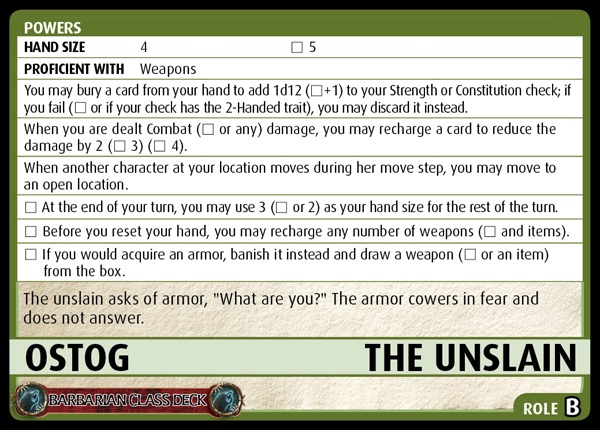 POWERS
HAND SIZE 4 ☐ 5
PROFICIENT WITH Weapons
You may bury a card from your hand to add 1d12 (☐+1) to your Strength or Constitution check; if
you fail (☐ or if your check has the 2-Handed trait), you may discard it instead.
When you are dealt Combat (☐ or any) damage, you may recharge a card to reduce the
damage by 2 (☐ 3) (☐ 4).
When another character at your location moves during her move step, you may move to
an open location.
☐ At the end of your turn, you may use 3 (☐ or 2) as your hand size for the rest of the turn.
☐ Before you reset your hand, you may recharge any number of weapons (☐ and items).
☐ If you would acquire an armor, banish it instead and draw a weapon (☐ or an item)
from the box.
The unslain asks of armor, "What are you?" The armor cowers in fear and
does not answer.
OSTOG THE UNSLAIN
BARBARIAN CLASS DECK
ROLE B